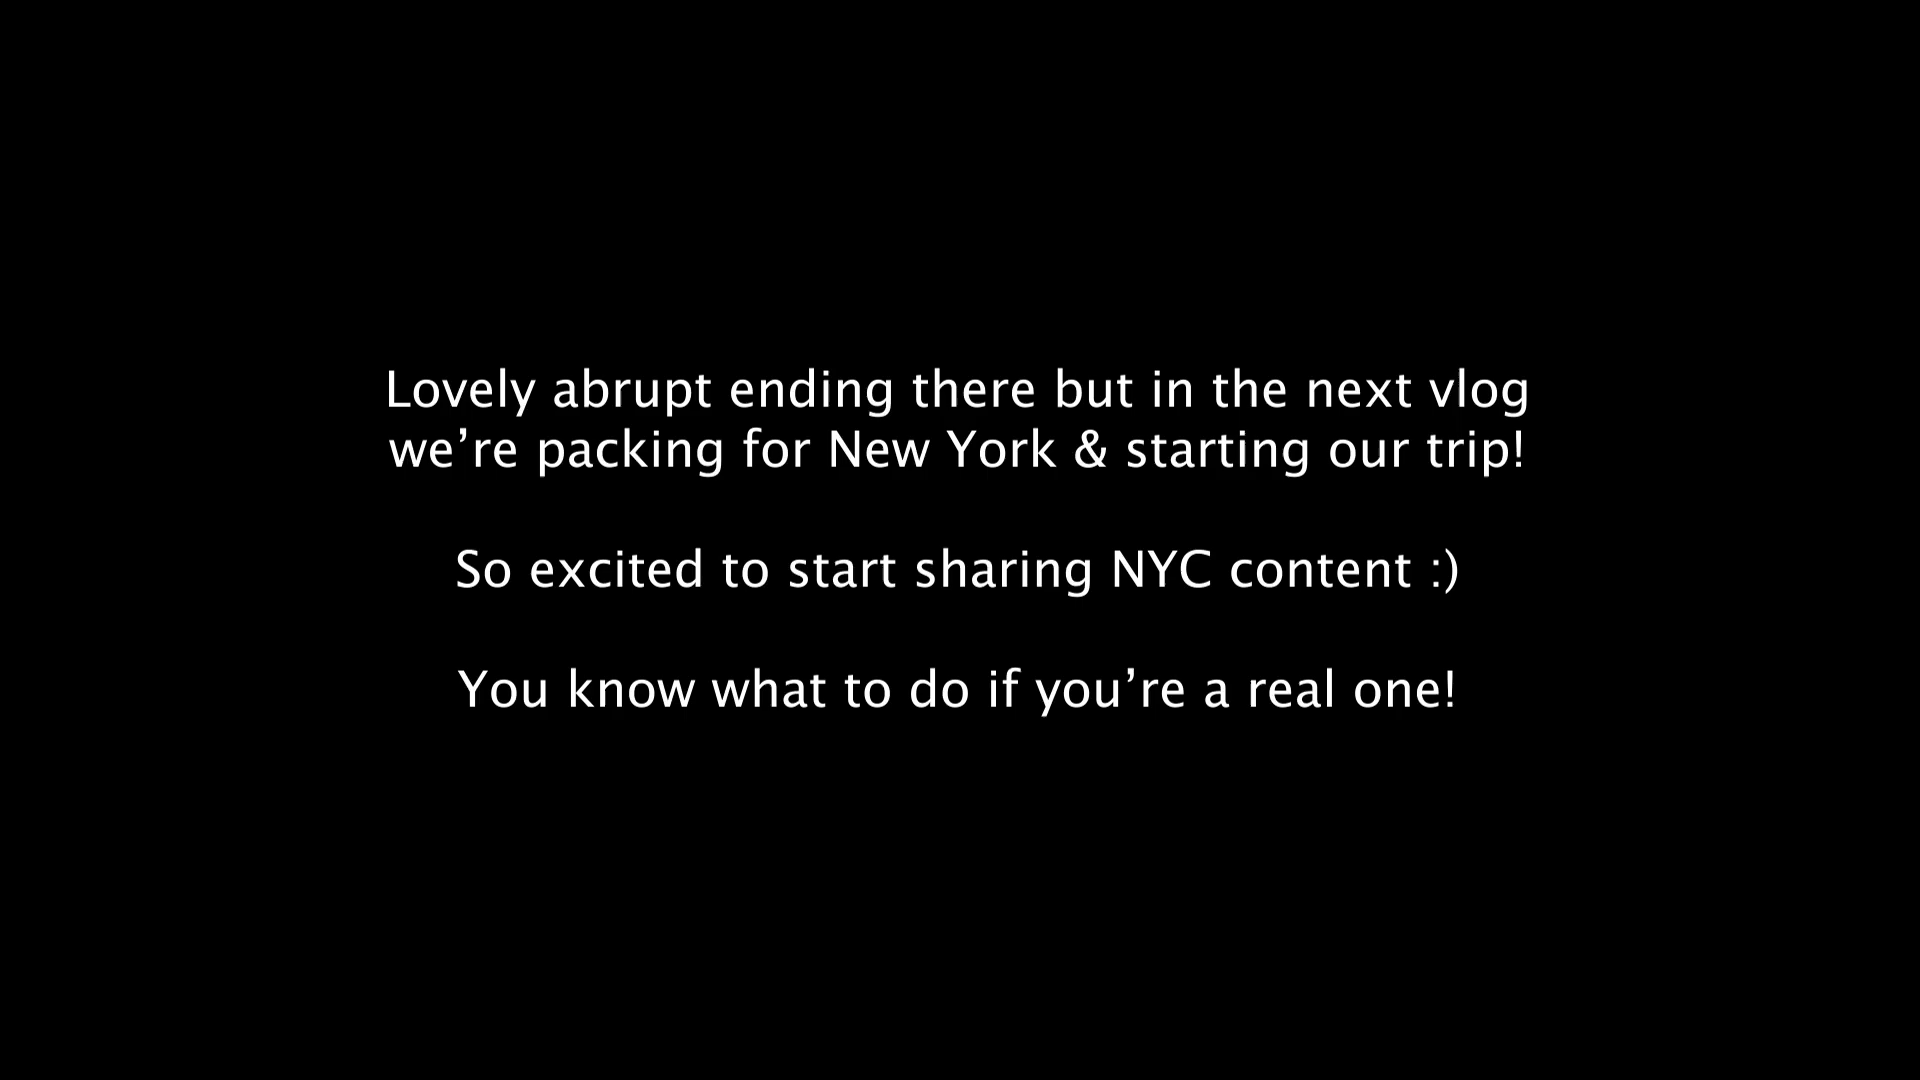 Lovely abrupt ending there but in the next vlog
we’re packing for New York & starting our trip!
So excited to start sharing NYC content :)
You know what to do if you’re a real one!